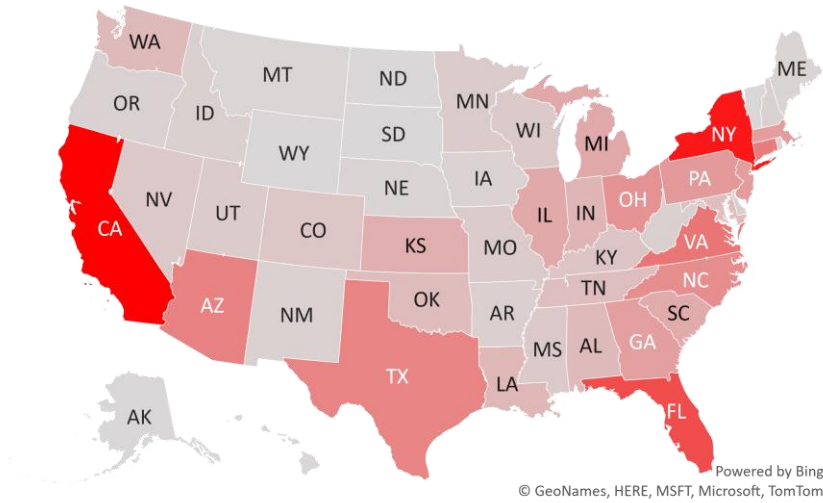 WA
MT
ND
ME
OR
ID
MN
WI
MI
NY
SD
WY
IA
NE
PA
OH
IL
IN
NV
UT
CO
CA
KS
MO
VA
KY
NC
TN
AZ
OK
NM
AR
SC
GA
MS
AL
TX
LA
FL
AK
Powered by Bing
© GeoNames, HERE, MSFT, Microsoft, TomTom